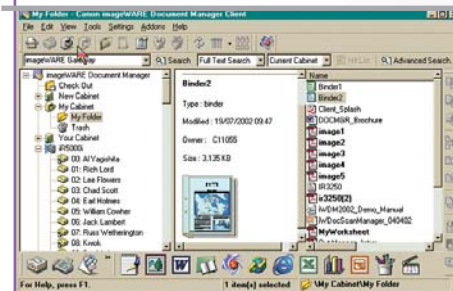 My Folder - Canon imageWARE Document Manager Client
File Edit View Tools Settings Addons Help
imageWARE Gateway Search Full Text Search Current Cabinet Advanced Search
imageWARE Document Manager
Check Out
New Cabinet
My Cabinet
My Folder
Trash
Your Cabinet
iR5000i
00: Al Yagishita
01: Rich Lord
02: Lee Flowers
03: Chad Scott
04: Earl Holmes
05: William Cowher
06: Jack Lambert
07: Russ Wetherington
08: Kwok
Binder2
Type : binder
Modified : 19/07/2002 09:47
Owner : C11055
Size : 3,135 KB
Name
Binder1
Binder2
Client_Splash
DOCMGR_Brochure
image1
image2
image3
image4
image5
IR3250
ir3250(2)
iWDM2002_Demo_Manual
iWDocScanManager_040402
MyWorksheet
For Help, press F1. 1 item(s) selected \My Cabinet\My Folder